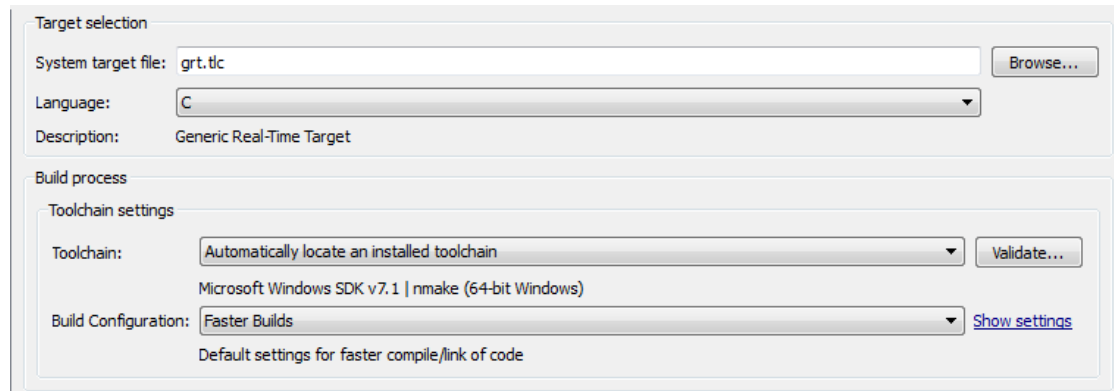 Target selection
System target file: grt.tlc Browse...
Language: C
Description: Generic Real-Time Target
Build process
Toolchain settings
Toolchain: Automatically locate an installed toolchain Validate...
Microsoft Windows SDK v7.1 | nmake (64-bit Windows)
Build Configuration: Faster Builds Show settings
Default settings for faster compile/link of code